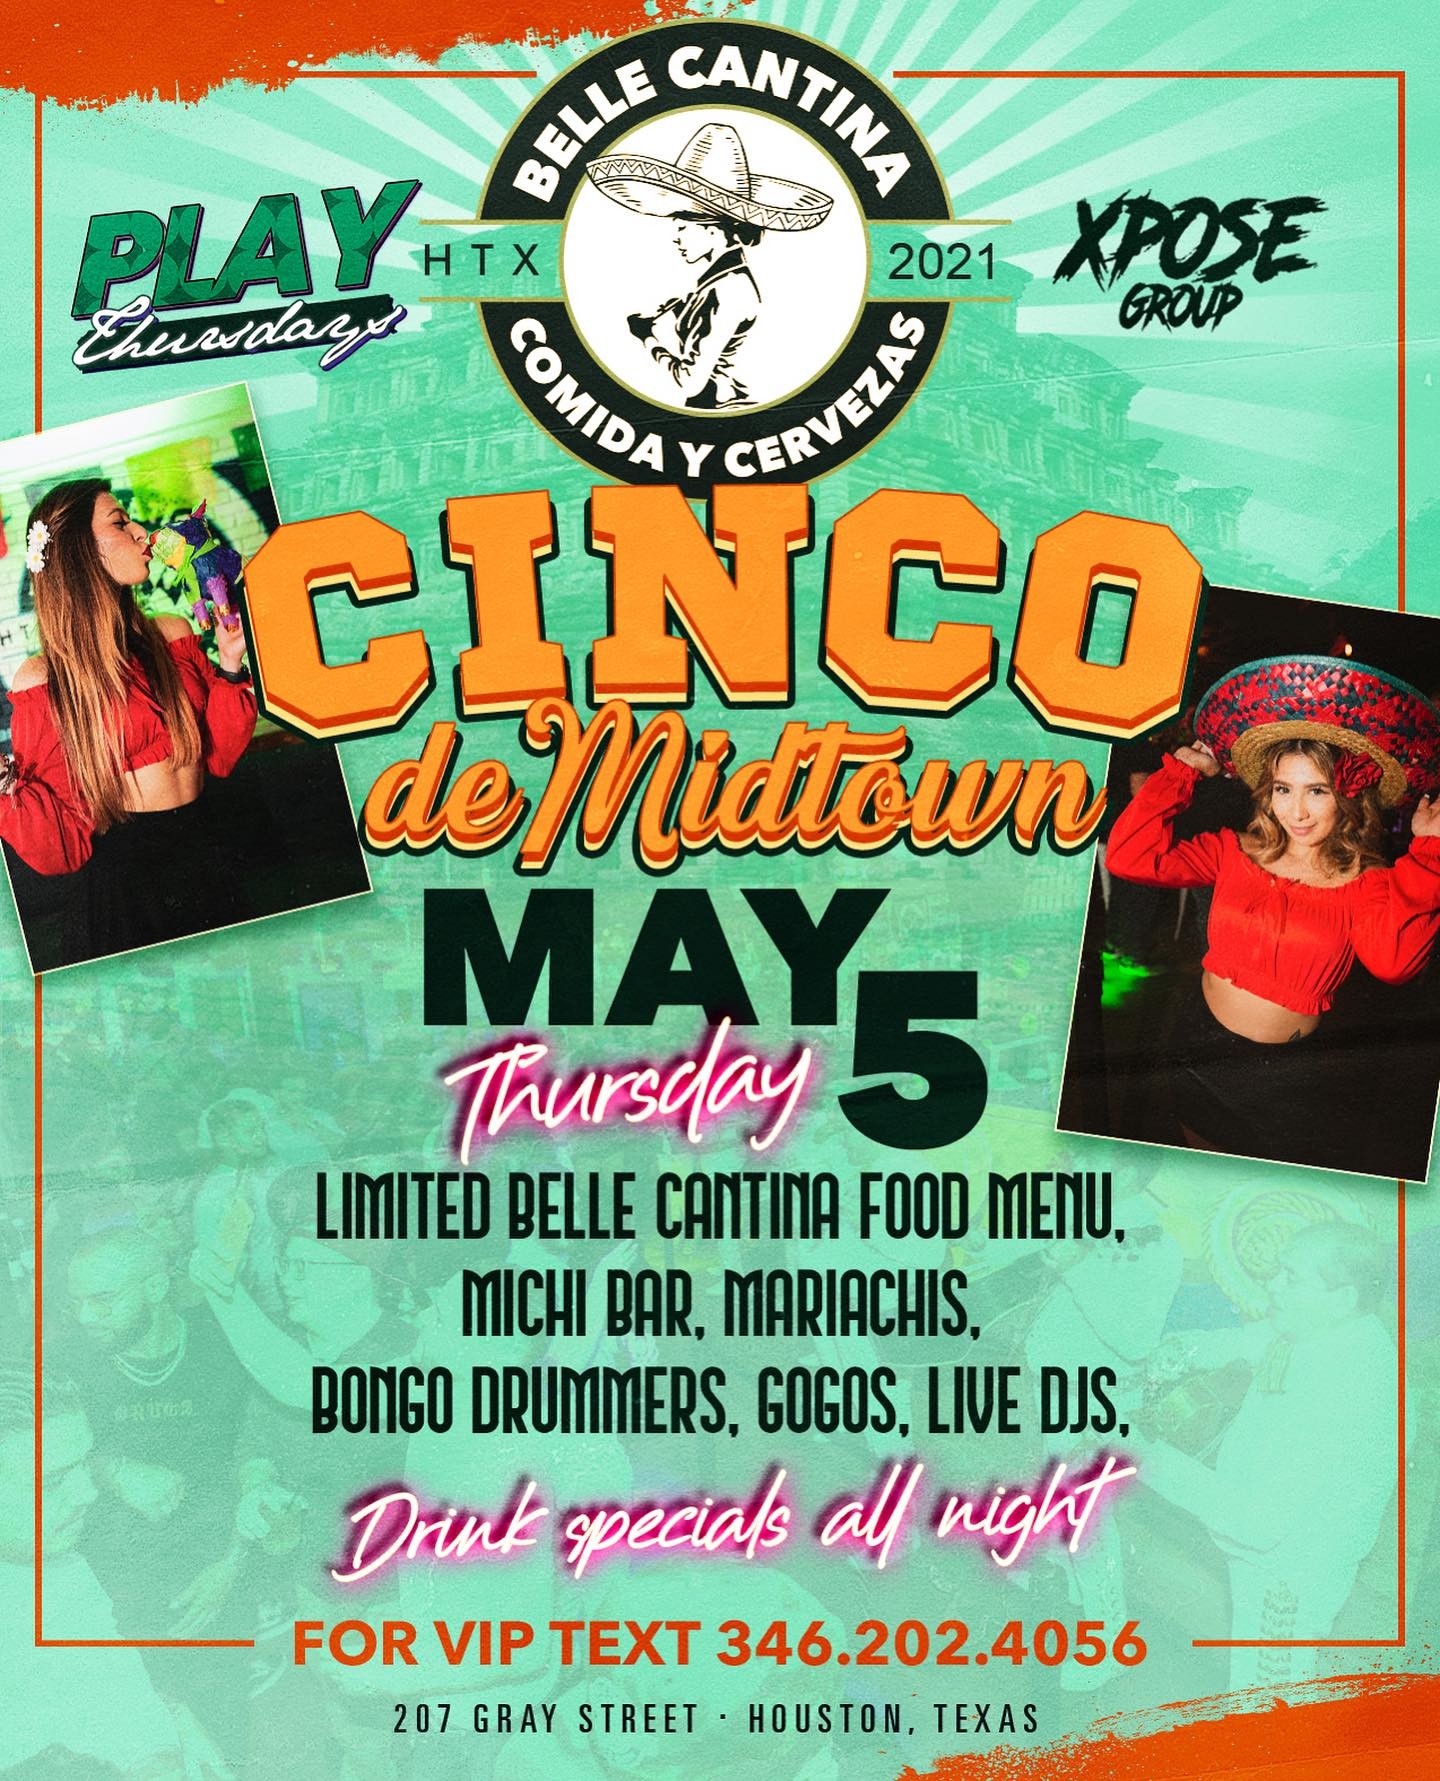 BELLE CANTINA
PLAY
Thursdays
HTX
2021
XPOSE
GROUP
COMIDA Y CERVEZAS
CINCO
de Midtown
MAY
5
Thursday
LIMITED BELLE CANTINA FOOD MENU,
MICHI BAR, MARIACHIS,
BONGO DRUMMERS, GOGOS, LIVE DJS,
Drink specials all night
FOR VIP TEXT 346.202.4056
207 GRAY STREET · HOUSTON, TEXAS